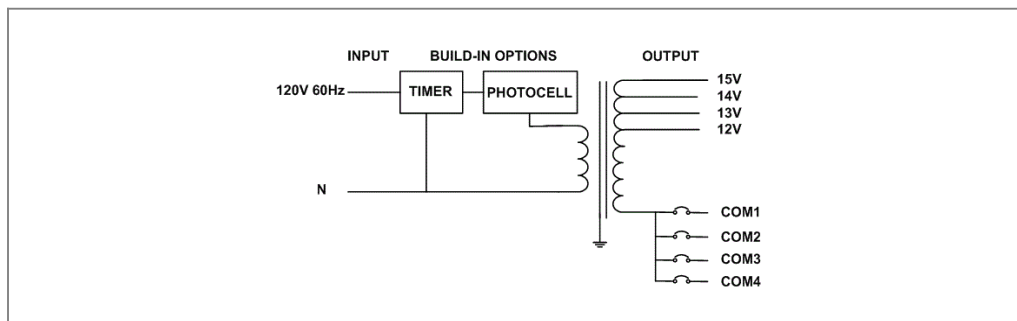 INPUT
BUILD-IN OPTIONS
OUTPUT
120V 60Hz
TIMER
PHOTOCELL
15V
14V
13V
12V
N
COM1
COM2
COM3
COM4